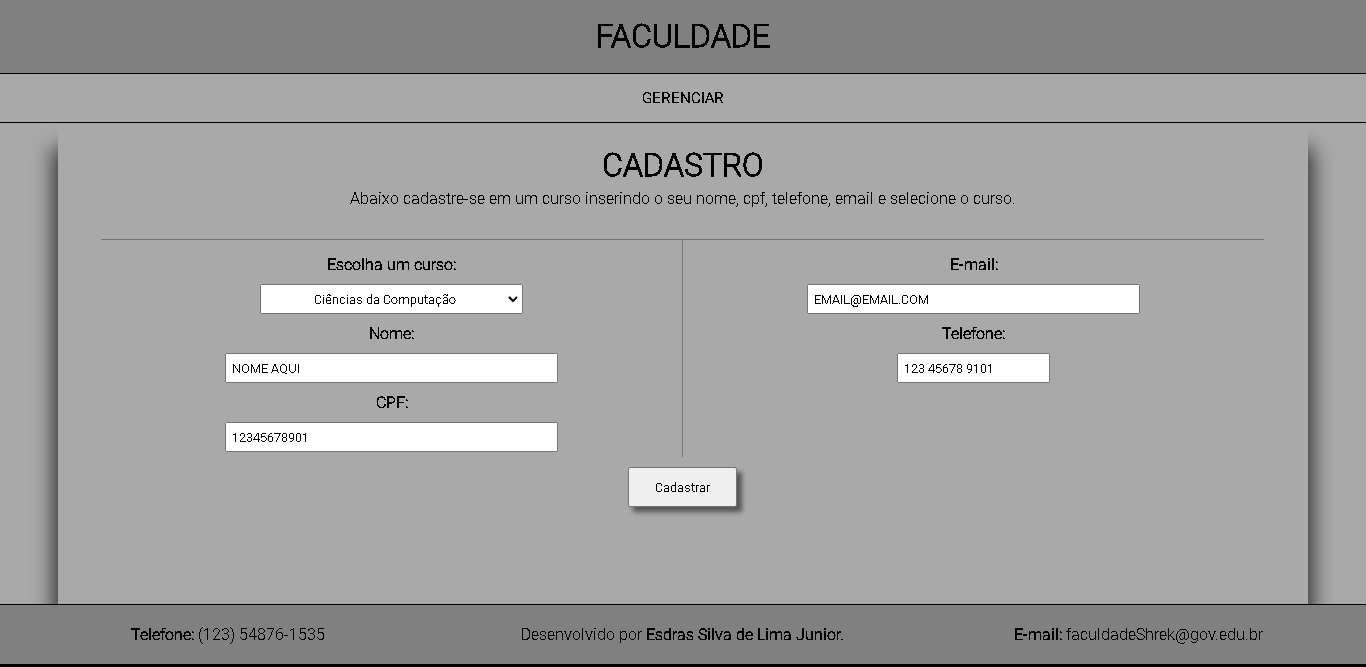 FACULDADE
GERENCIAR
CADASTRO
Abaixo cadastre-se em um curso inserindo o seu nome, cpf, telefone, email e selecione o curso.
Escolha um curso:
Ciências da Computação
Nome:
NOME AQUI
CPF:
12345678901
E-mail:
EMAIL@EMAIL.COM
Telefone:
123 45678 9101
Cadastrar
Telefone: (123) 54876-1535
Desenvolvido por Esdras Silva de Lima Junior.
E-mail: faculdadeShrek@gov.edu.br